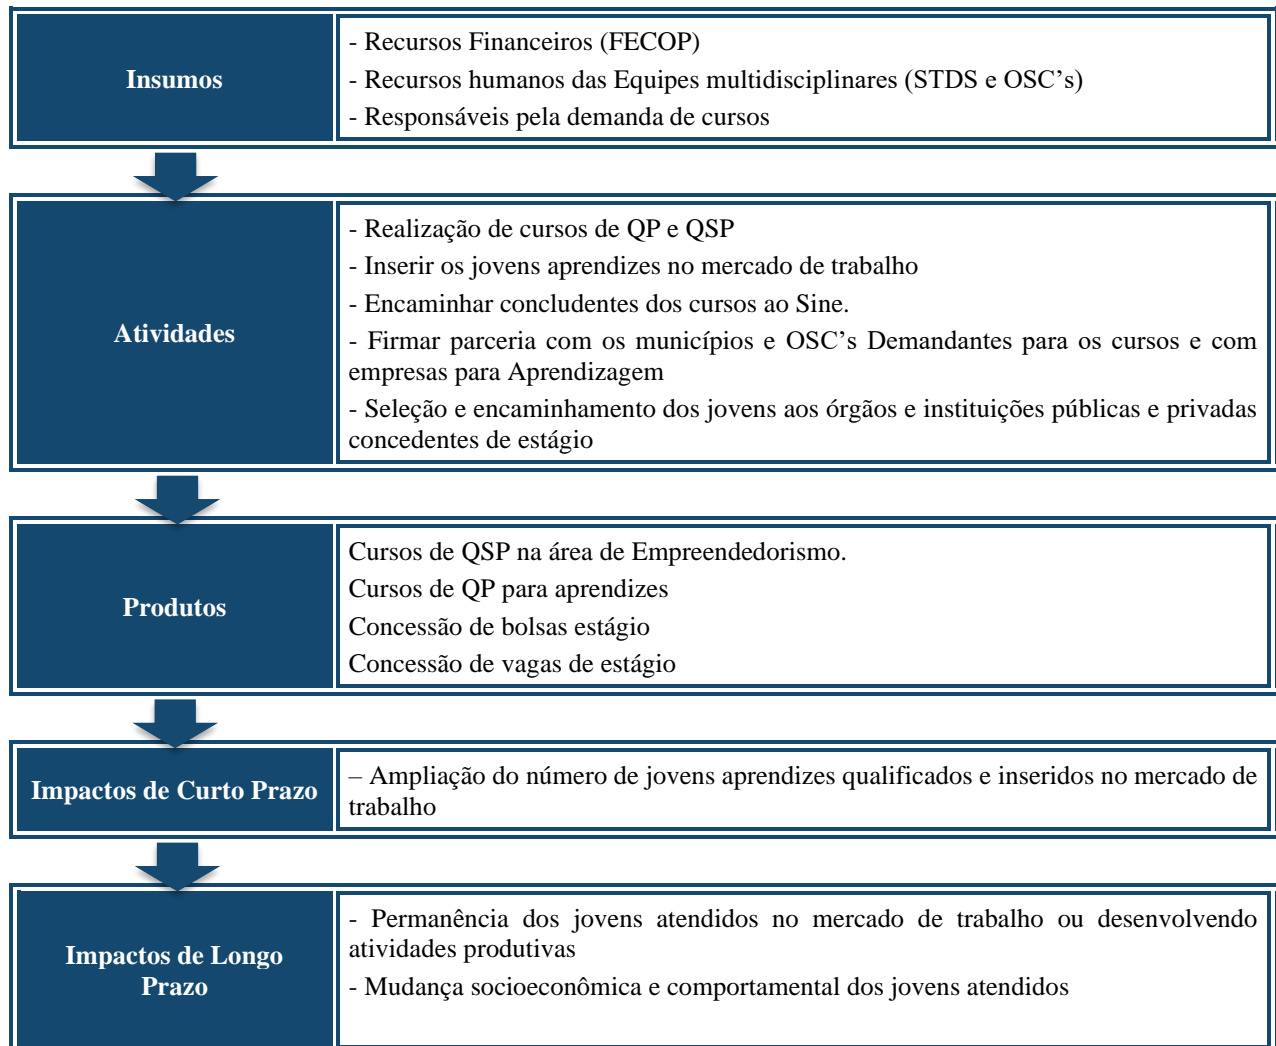 Insumos
- Recursos Financeiros (FECOP)
- Recursos humanos das Equipes multidisciplinares (STDS e OSC’s)
- Responsáveis pela demanda de cursos
Atividades
- Realização de cursos de QP e QSP
- Inserir os jovens aprendizes no mercado de trabalho
- Encaminhar concludentes dos cursos ao Sine.
- Firmar parceria com os municípios e OSC’s Demandantes para os cursos e com
empresas para Aprendizagem
- Seleção e encaminhamento dos jovens aos órgãos e instituições públicas e privadas
concedentes de estágio
Produtos
Cursos de QSP na área de Empreendedorismo.
Cursos de QP para aprendizes
Concessão de bolsas estágio
Concessão de vagas de estágio
Impactos de Curto Prazo
– Ampliação do número de jovens aprendizes qualificados e inseridos no mercado de
trabalho
Impactos de Longo
Prazo
- Permanência dos jovens atendidos no mercado de trabalho ou desenvolvendo
atividades produtivas
- Mudança socioeconômica e comportamental dos jovens atendidos